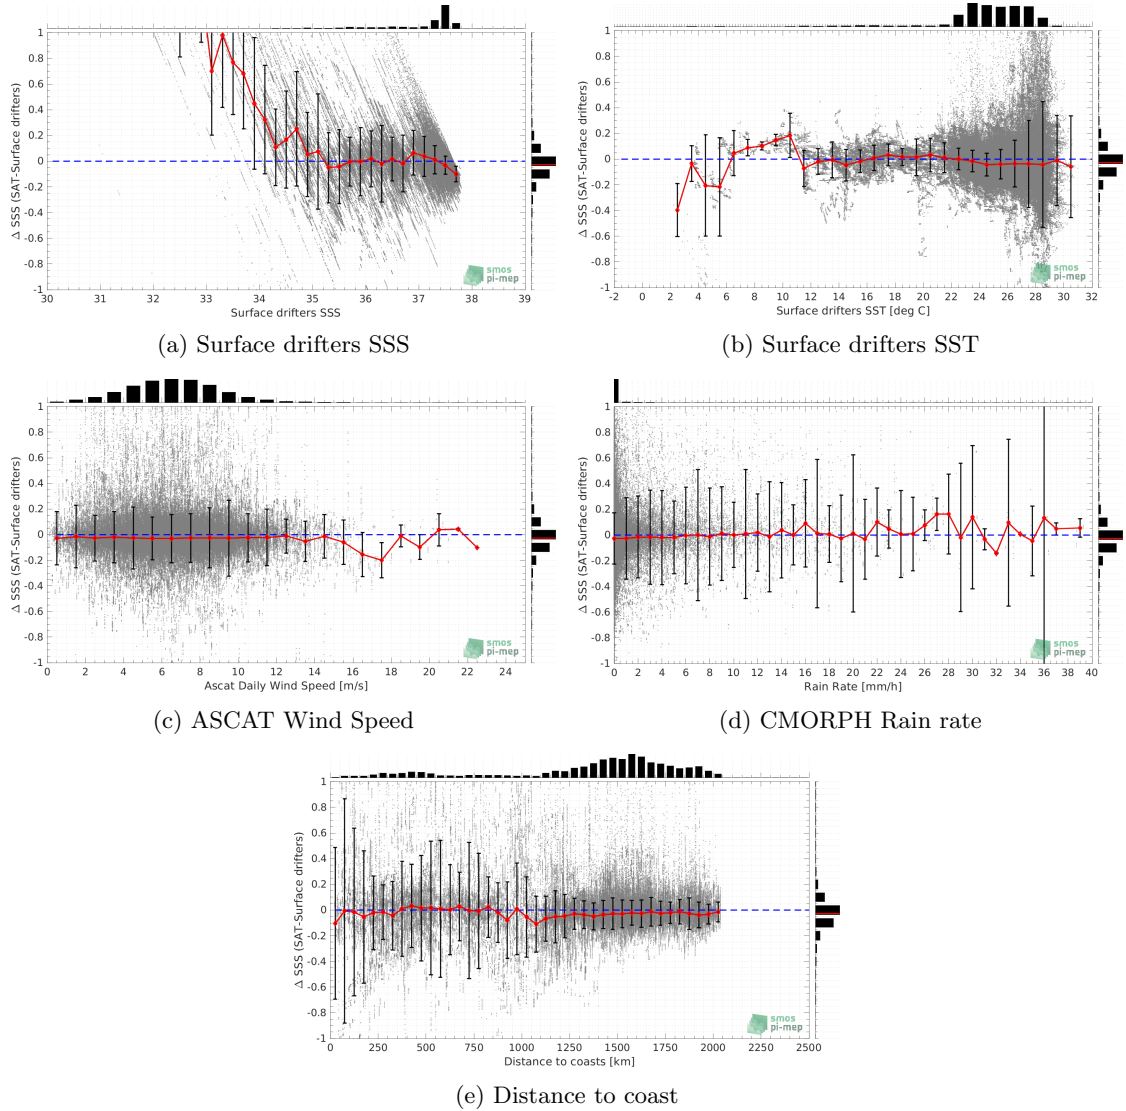 1
0.8
0.6
0.4
0.2
0
-0.2
-0.4
-0.6
-0.8
-1
Δ SSS (SAT-Surface drifters)
30 31 32 33 34 35 36 37 38 39
Surface drifters SSS
smos
pi-mep
(a) Surface drifters SSS
1
0.8
0.6
0.4
0.2
0
-0.2
-0.4
-0.6
-0.8
-1
Δ SSS (SAT-Surface drifters)
-2 0 2 4 6 8 10 12 14 16 18 20 22 24 26 28 30 32
Surface drifters SST [deg C]
smos
pi-mep
(b) Surface drifters SST
1
0.8
0.6
0.4
0.2
0
-0.2
-0.4
-0.6
-0.8
-1
Δ SSS (SAT-Surface drifters)
0 2 4 6 8 10 12 14 16 18 20 22 24
Ascat Daily Wind Speed [m/s]
smos
pi-mep
(c) ASCAT Wind Speed
1
0.8
0.6
0.4
0.2
0
-0.2
-0.4
-0.6
-0.8
-1
Δ SSS (SAT-Surface drifters)
0 2 4 6 8 10 12 14 16 18 20 22 24 26 28 30 32 34 36 38 40
Rain Rate [mm/h]
smos
pi-mep
(d) CMORPH Rain rate
1
0.8
0.6
0.4
0.2
0
-0.2
-0.4
-0.6
-0.8
-1
Δ SSS (SAT-Surface drifters)
0 250 500 750 1000 1250 1500 1750 2000 2250 2500
Distance to coasts [km]
smos
pi-mep
(e) Distance to coast